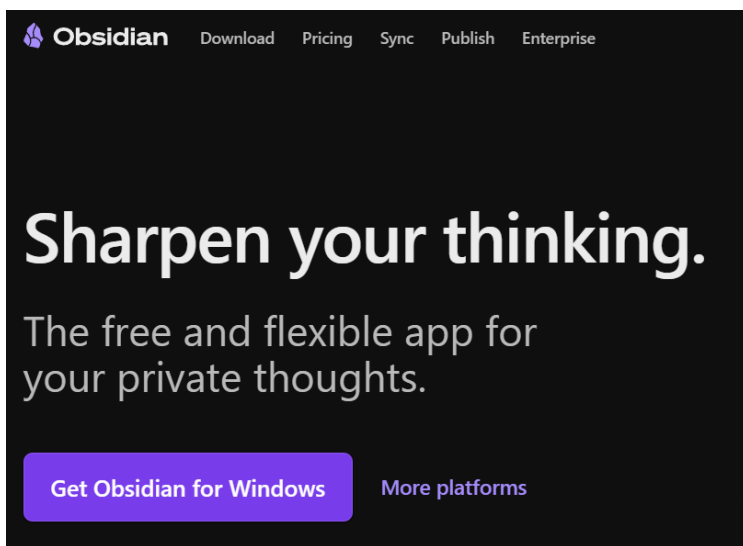 Obsidian Download Pricing Sync Publish Enterprise
Sharpen your thinking.
The free and flexible app for
your private thoughts.
Get Obsidian for Windows More platforms